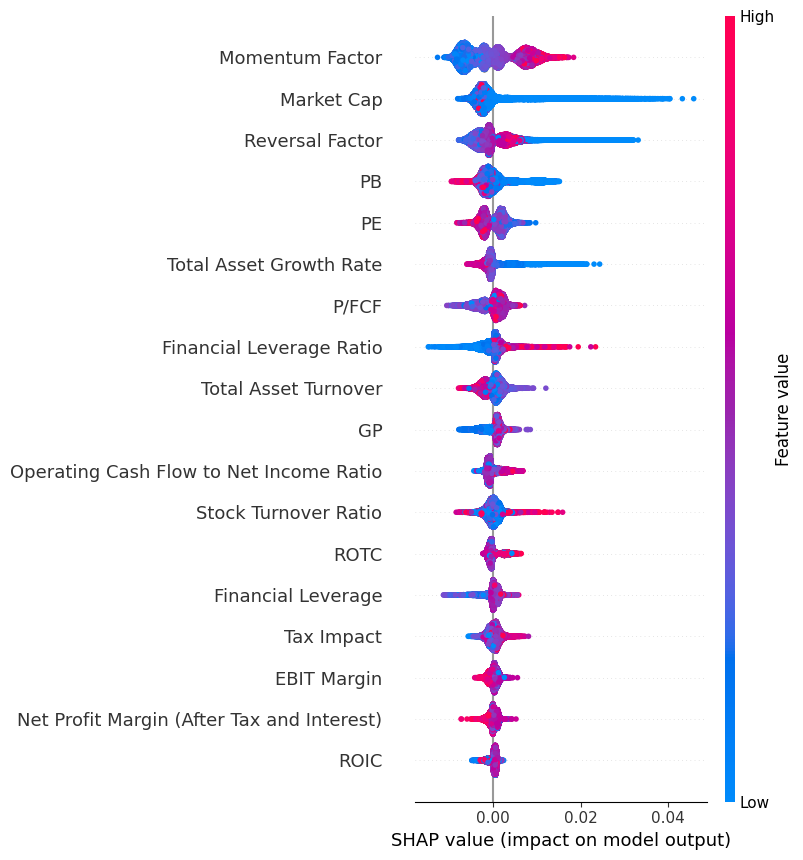 High
Momentum Factor
Market Cap
Reversal Factor
PB
PE
Total Asset Growth Rate
P/FCF
Financial Leverage Ratio
Total Asset Turnover
GP
Operating Cash Flow to Net Income Ratio
Stock Turnover Ratio
ROTC
Financial Leverage
Tax Impact
EBIT Margin
Net Profit Margin (After Tax and Interest)
ROIC
Low
Feature value
0.00 0.02 0.04
SHAP value (impact on model output)